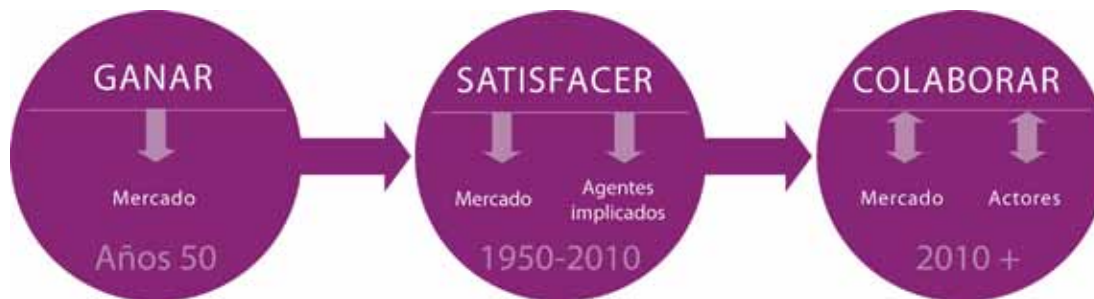 GANAR
Mercado
Años 50
SATISFACER
Mercado
Agentes
implicados
1950-2010
COLABORAR
Mercado
Actores
2010 +